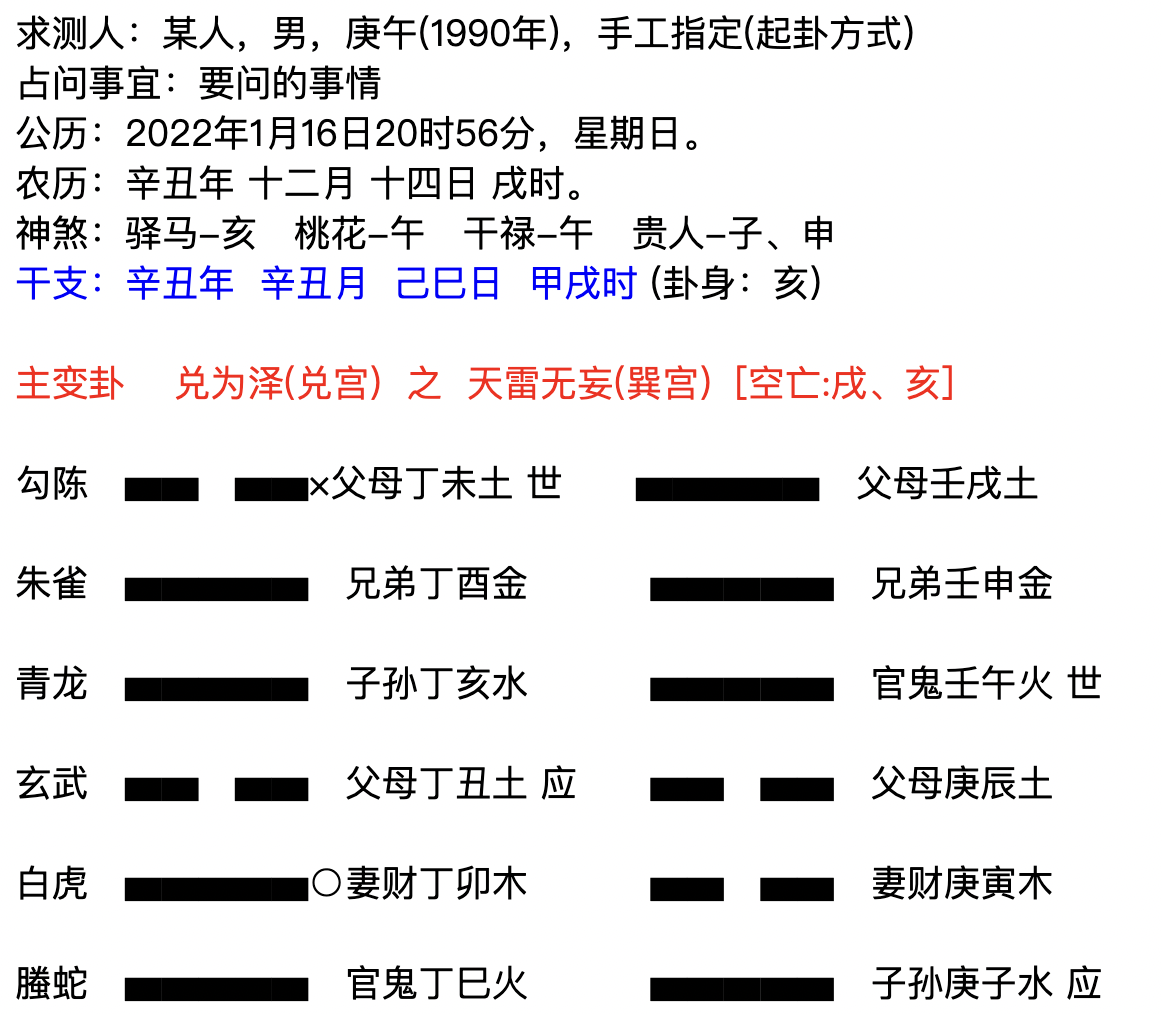 求测人：某人，男，庚午(1990年)，手工指定(起卦方式)
占问事宜：要问的事情
公历：2022年1月16日20时56分，星期日。
农历：辛丑年 十二月 十四日 戌时。
神煞：驿马-亥 桃花-午 干禄-午 贵人-子、申
干支：辛丑年 辛丑月 己巳日 甲戌时 (卦身：亥)
主变卦 兑为泽(兑宫) 之 天雷无妄(巽宫) [空亡:戌、亥]
勾陈 ×父母丁未土 世 父母壬戌土
朱雀 兄弟丁酉金 兄弟壬申金
青龙 子孙丁亥水 官鬼壬午火 世
玄武 父母丁丑土 应 父母庚辰土
白虎 〇妻财丁卯木 妻财庚寅木
螣蛇 官鬼丁巳火 子孙庚子水 应